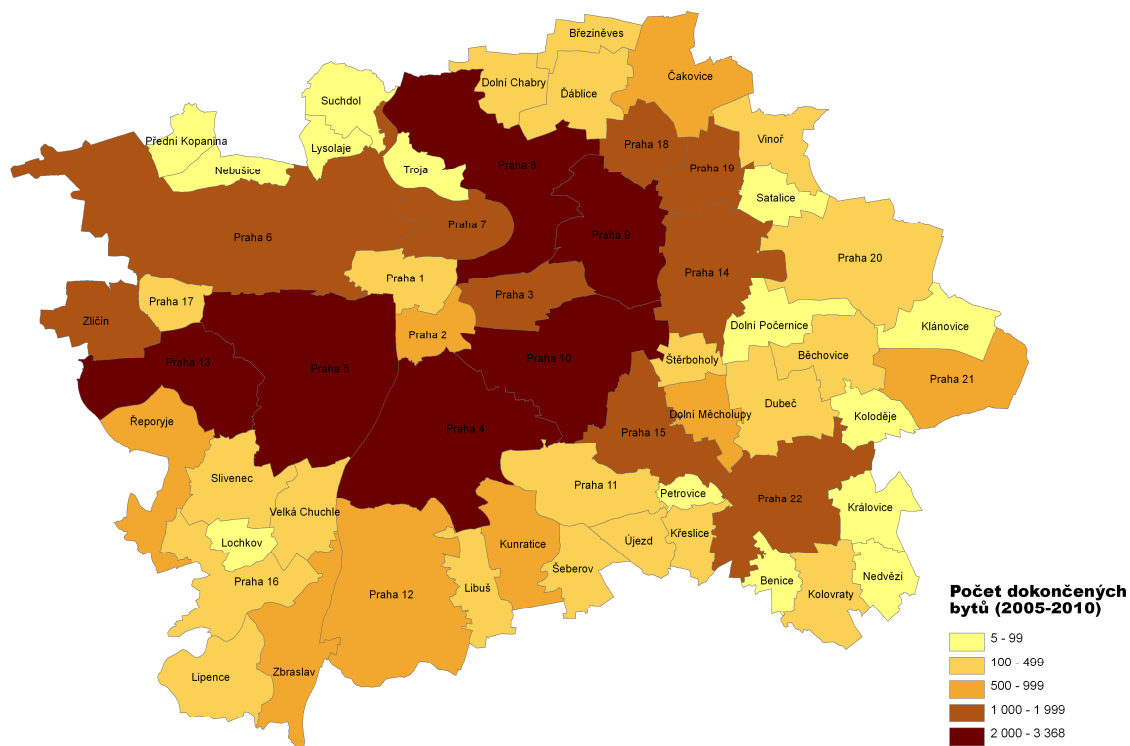 Březiněves
Dolní Chabry
Ďáblice
Čakovice
Suchdol
Přední Kopanina
Lysolaje
Nebušice
Troja
Praha 8
Praha 18
Vinoř
Praha 19
Satalice
Praha 7
Praha 6
Praha 9
Praha 20
Praha 1
Praha 14
Praha 17
Praha 3
Zličín
Praha 2
Dolní Počernice
Klánovice
Praha 13
Praha 5
Praha 10
Štěrboholy
Běchovice
Praha 21
Řeporyje
Praha 4
Praha 15
Dolní Měcholupy
Dubeč
Koloděje
Slivenec
Praha 11
Petrovice
Praha 22
Královice
Velká Chuchle
Lochkov
Kunratice
Újezd
Křeslice
Praha 16
Praha 12
Libuš
Šeberov
Benice
Kolovraty
Nedvězí
Lipence
Zbraslav
Počet dokončených
bytů (2005-2010)
5 - 99
100 - 499
500 - 999
1 000 - 1 999
2 000 - 3 368